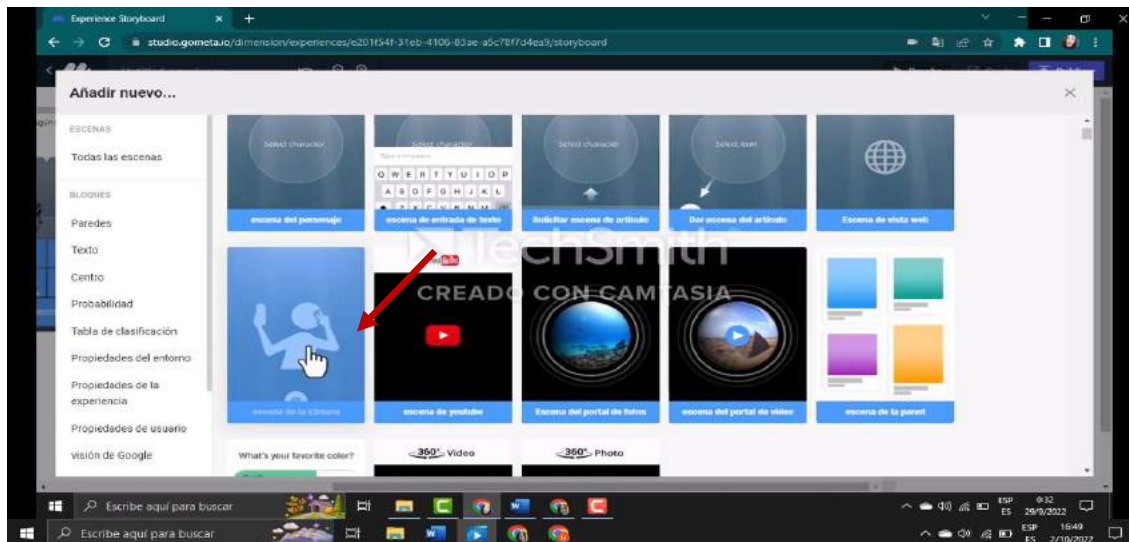 Experience Storyboard
studio.gometa.io/dimension/experiences/e201f54f-31eb-4106-83ae-a5c78f7d4ea9/storyboard
Añadir nuevo...
ESCENAS
Todas las escenas
BLOQUES
Paredes
Texto
Centro
Probabilidad
Tabla de clasificación
Propiedades del entorno
Propiedades de la
experiencia
Propiedades de usuario
visión de Google
Select character
Select character
Select character
Select item
Q W E R T Y U I O P
A S D F G H J K L
escena del personaje
escena de entrada de texto
Solicitar escena de artículo
Dar escena del artículo
Escena de vista web
TechSmith
CREADO CON CAMTASIA
escena de la cámara
escena de youtube
Escena del portal de fotos
escena del portal de video
escena de la pared
What's your favorite color?
360° Video
360° Photo
Escribe aquí para buscar
ESP
ES
0:32
29/9/2022
Escribe aquí para buscar
ESP
ES
16:49
2/10/2022